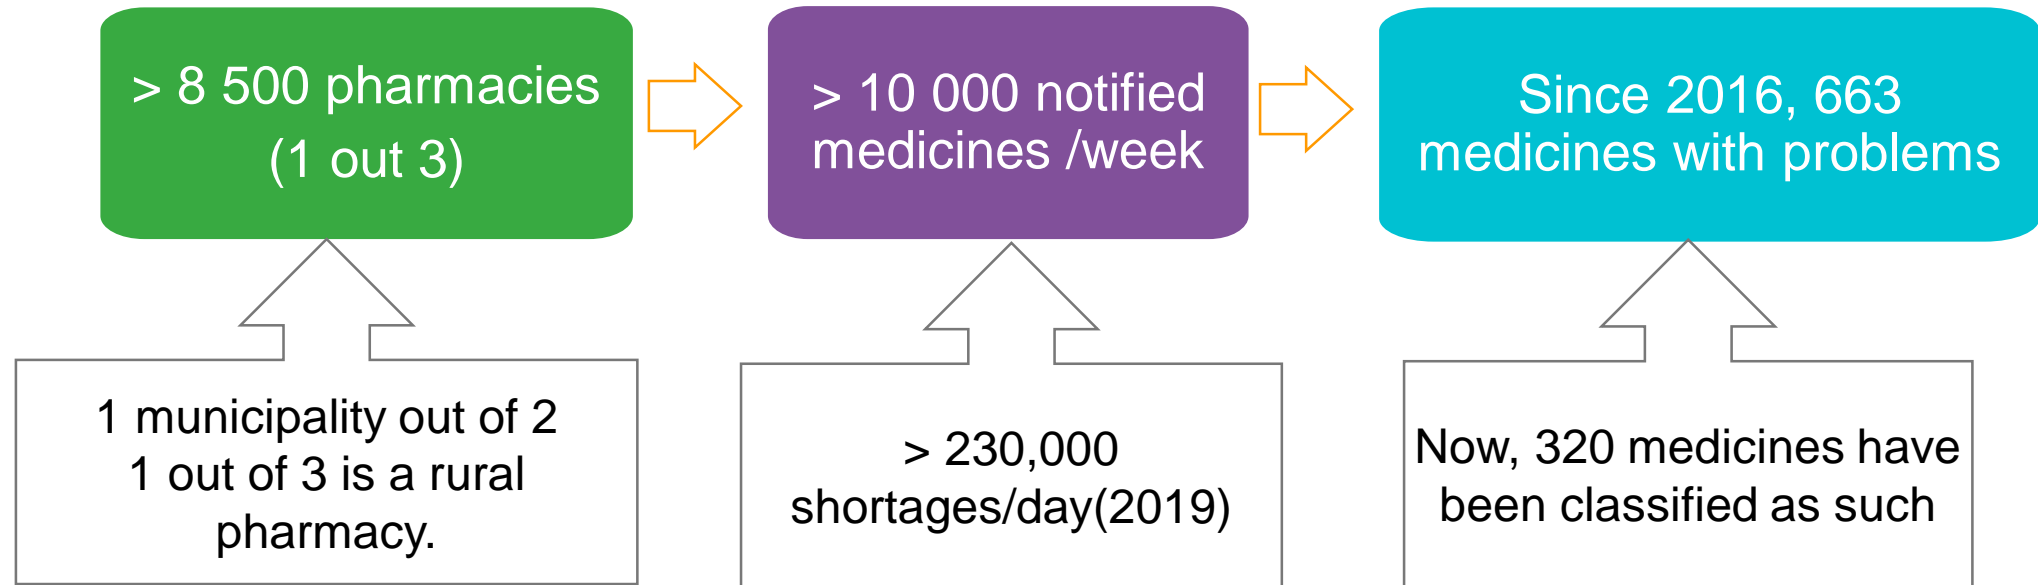 > 8 500 pharmacies
(1 out 3)
> 10 000 notified
medicines /week
Since 2016, 663
medicines with problems
1 municipality out of 2
1 out of 3 is a rural
pharmacy.
> 230,000
shortages/day(2019)
Now, 320 medicines have
been classified as such